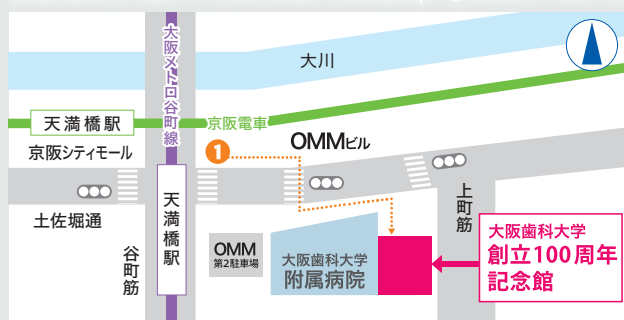 大川
大阪メトロ谷町線
天満橋駅
京阪電車
京阪シティモール
1
OMMビル
土佐堀通
天満橋駅
谷町筋
上町筋
OMM
第2駐車場
大阪歯科大学
附属病院
大阪歯科大学
創立100周年
記念館